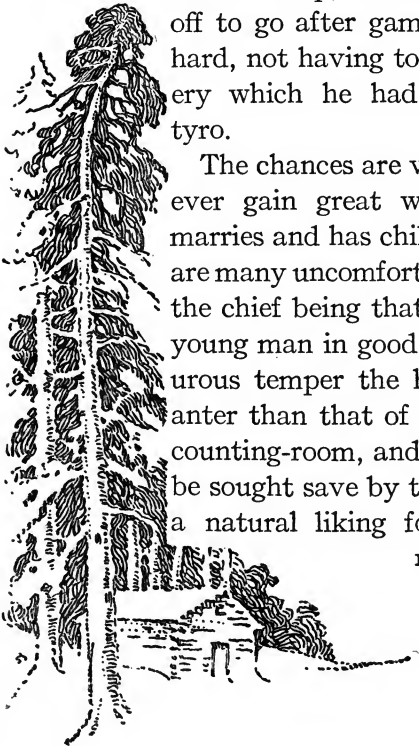 off to go after gam
hard, not having to
ery which he had
tyro.
The chances are v
ever gain great w
marries and has chil
are many uncomfort
the chief being that
young man in good
urous temper the
anter than that of
counting-room, and
be sought save by t
a natural liking fo